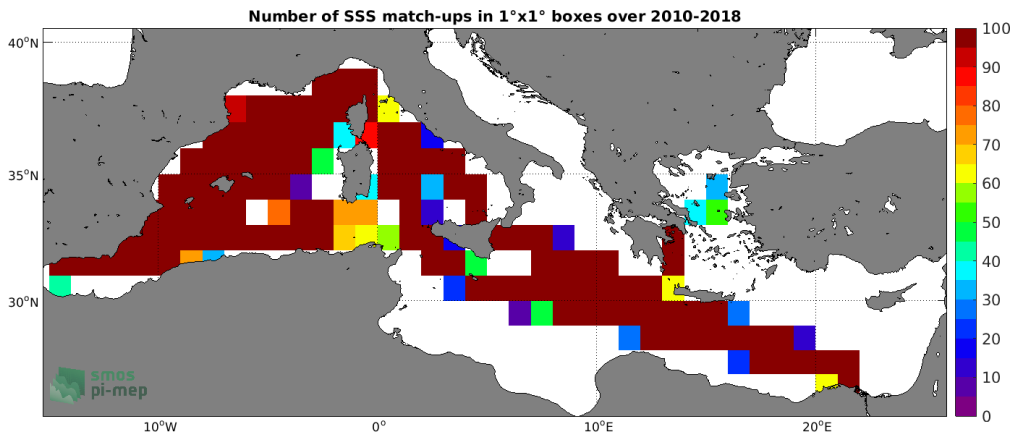 Number of SSS match-ups in 1°x1° boxes over 2010-2018
40°N
35°N
30°N
10°W
0°
10°E
20°E
100
90
80
70
60
50
40
30
20
10
0
smos
pi-mep